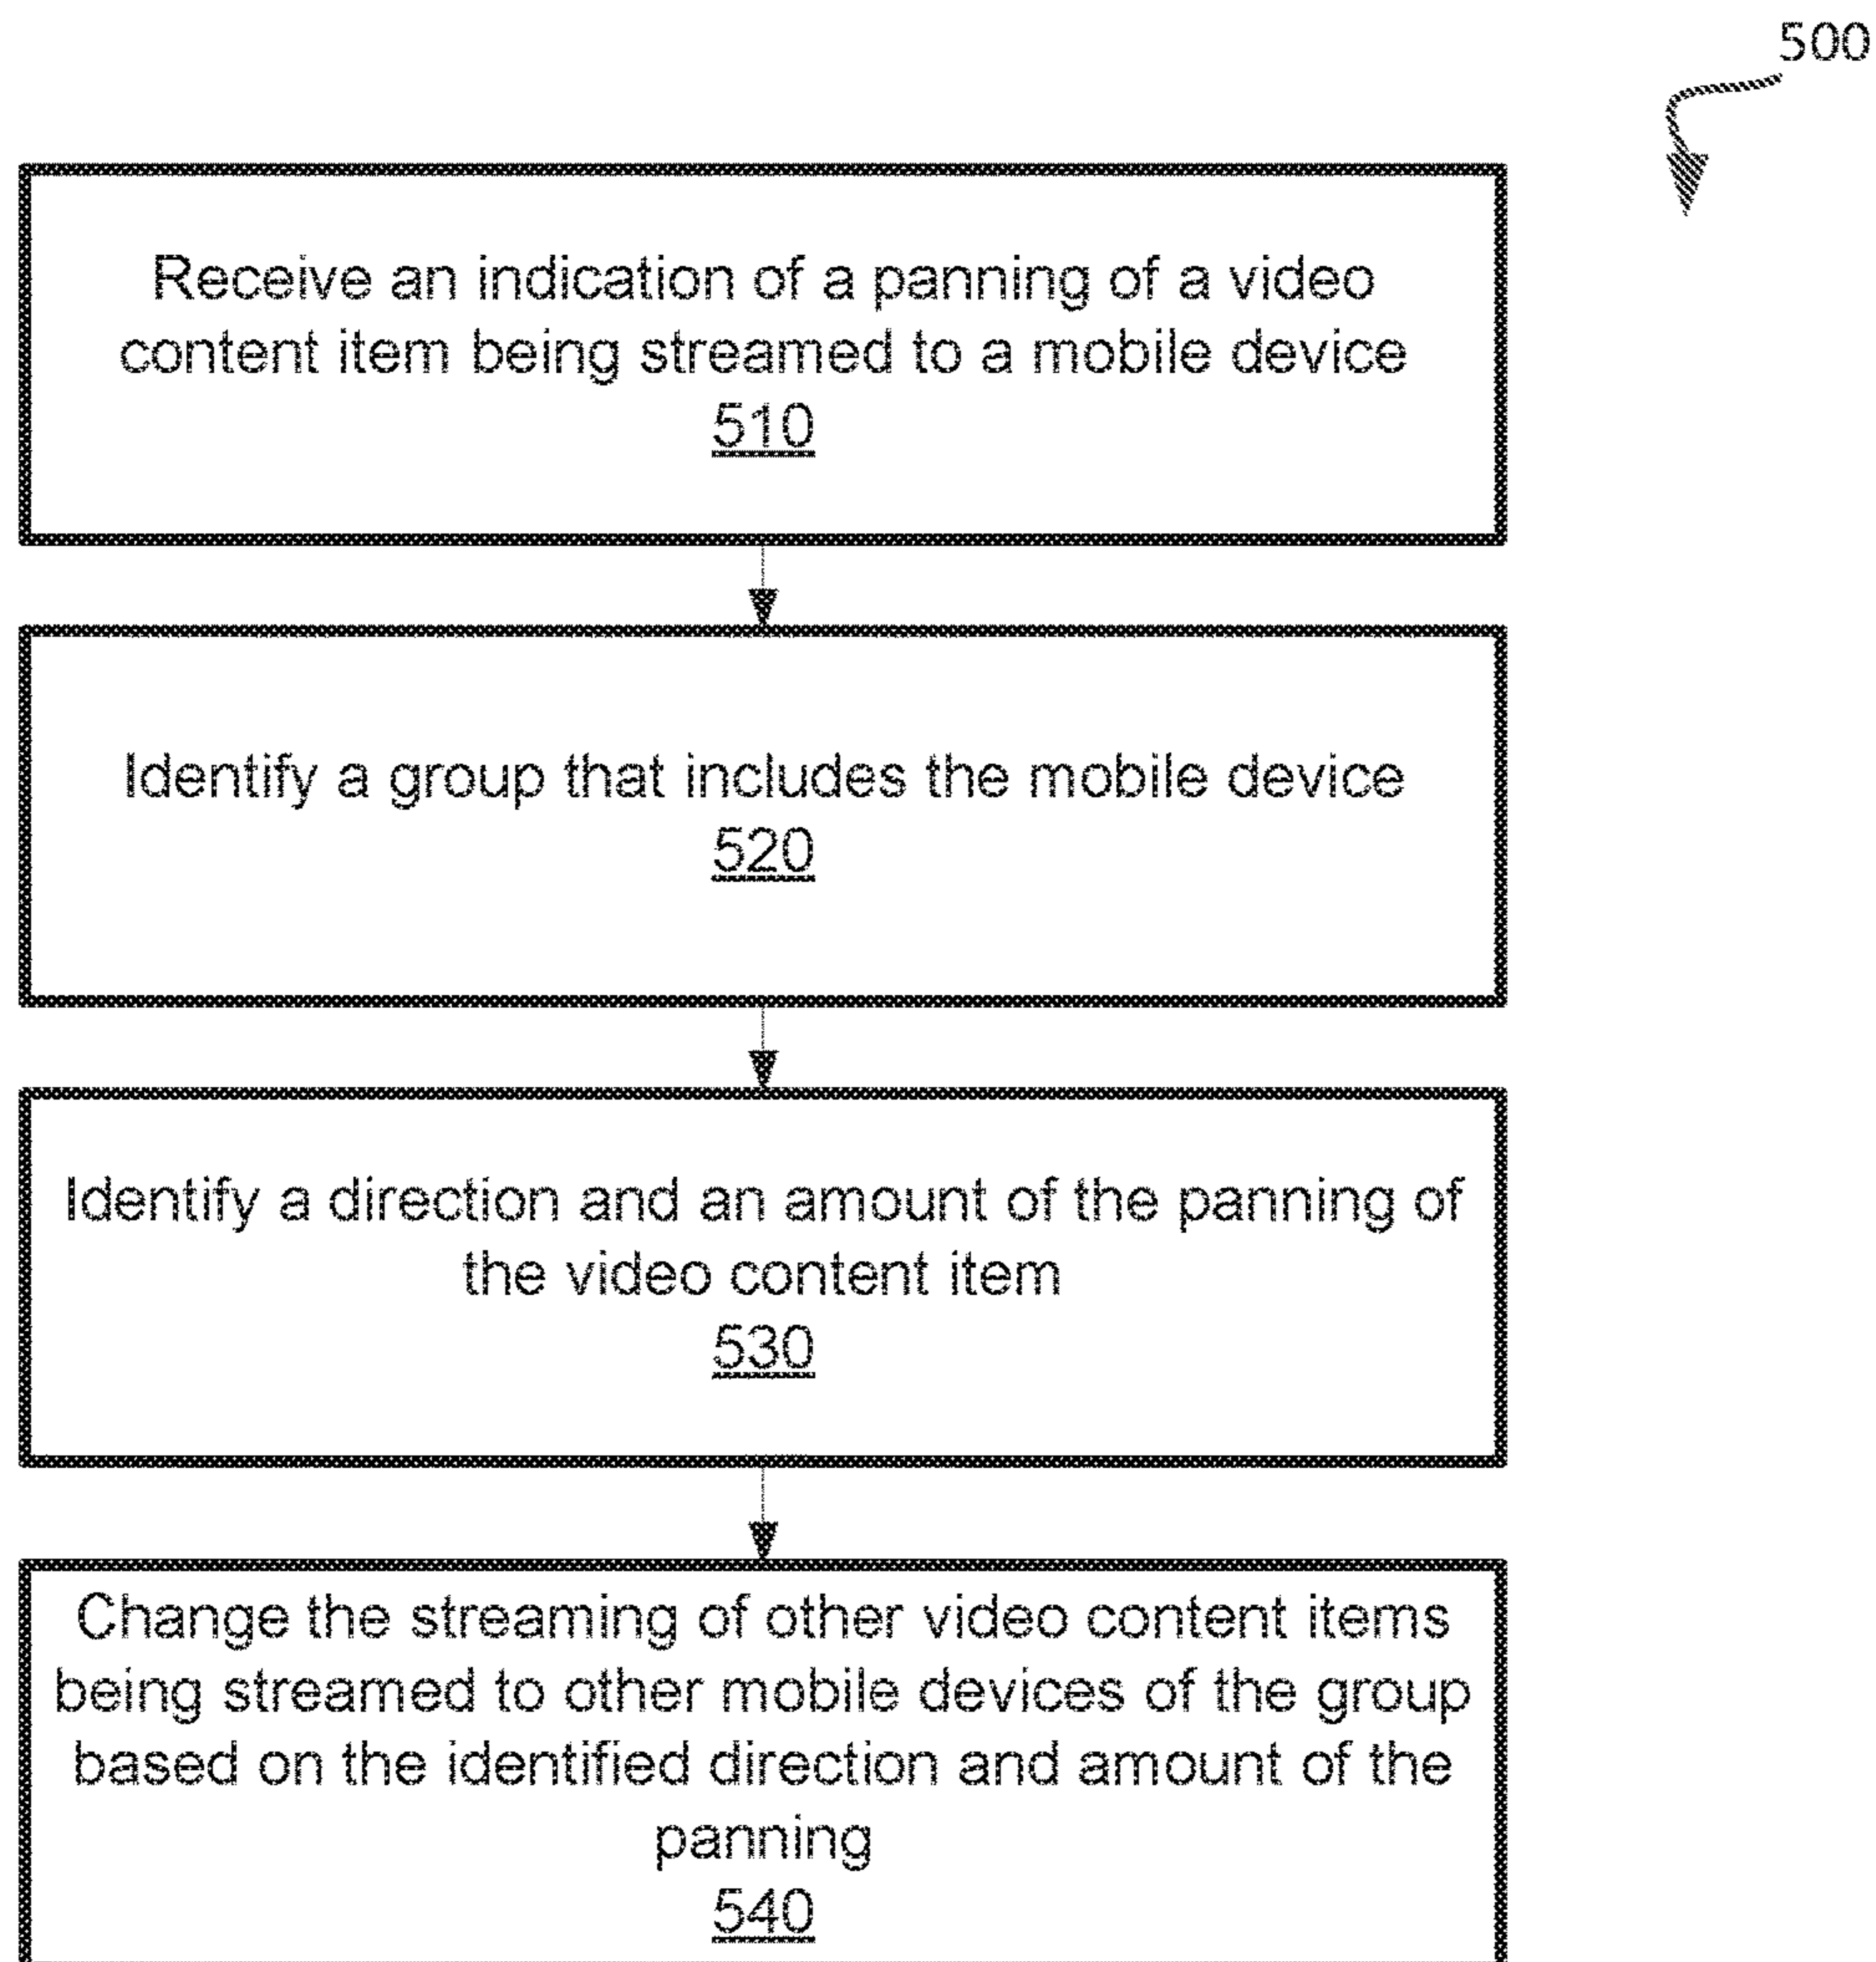 500
Receive an indication of a panning of a video
content item being streamed to a mobile device
510
Identify a group that includes the mobile device
520
Identify a direction and an amount of the panning of
the video content item
530
Change the streaming of other video content items
being streamed to other mobile devices of the group
based on the identified direction and amount of the
panning
540